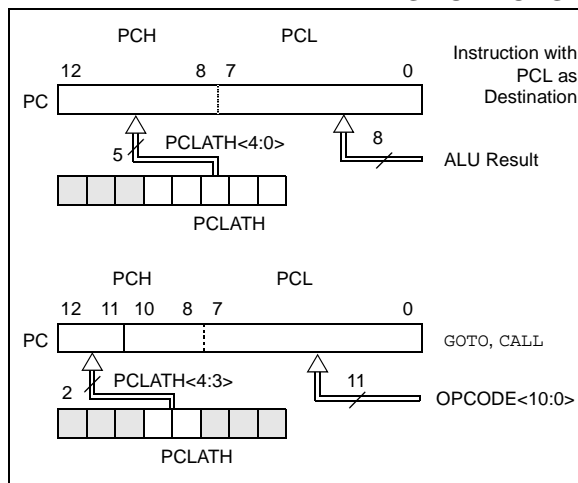 PCH PCL
12 8 7 0
Instruction with
PCL as
Destination
PC
5 PCLATH<4:0> 8
ALU Result
PCLATH
PCH PCL
12 11 10 8 7 0
PC GOTO, CALL
2 PCLATH<4:3> 11
OPCODE<10:0>
PCLATH